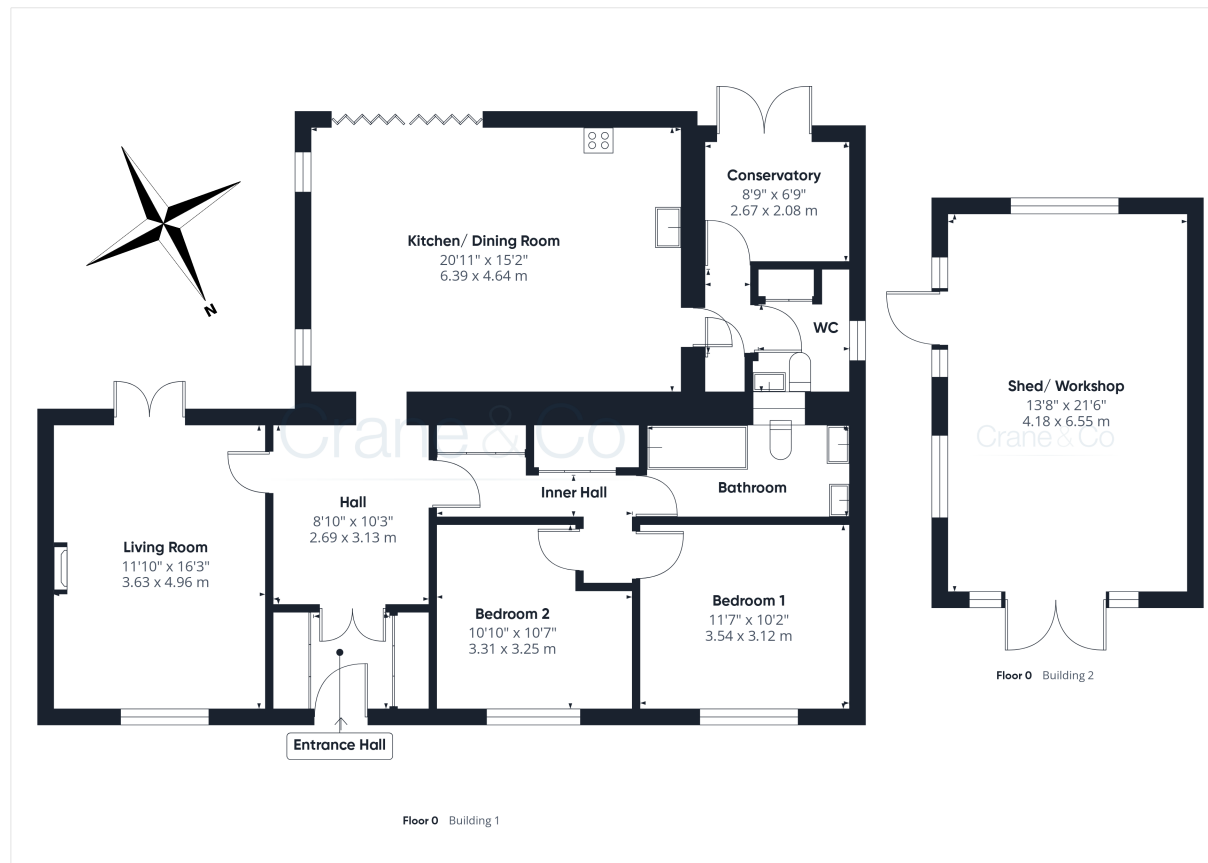 Conservatory
8'9" x 6'9"
2.67 x 2.08 m
Kitchen/ Dining Room
20'11" x 15'2"
6.39 x 4.64 m
N
WC
Shed/ Workshop
13'8" x 21'6"
4.18 x 6.55 m
Crane & Co
Crane & Co
Bathroom
Inner Hall
Hall
8'10" x 10'3"
2.69 x 3.13 m
Living Room
11'10" x 16'3"
3.63 x 4.96 m
Bedroom 2
10'10" x 10'7"
3.31 x 3.25 m
Bedroom 1
11'7" x 10'2"
3.54 x 3.12 m
Floor 0 Building 2
Entrance Hall
Floor 0 Building 1